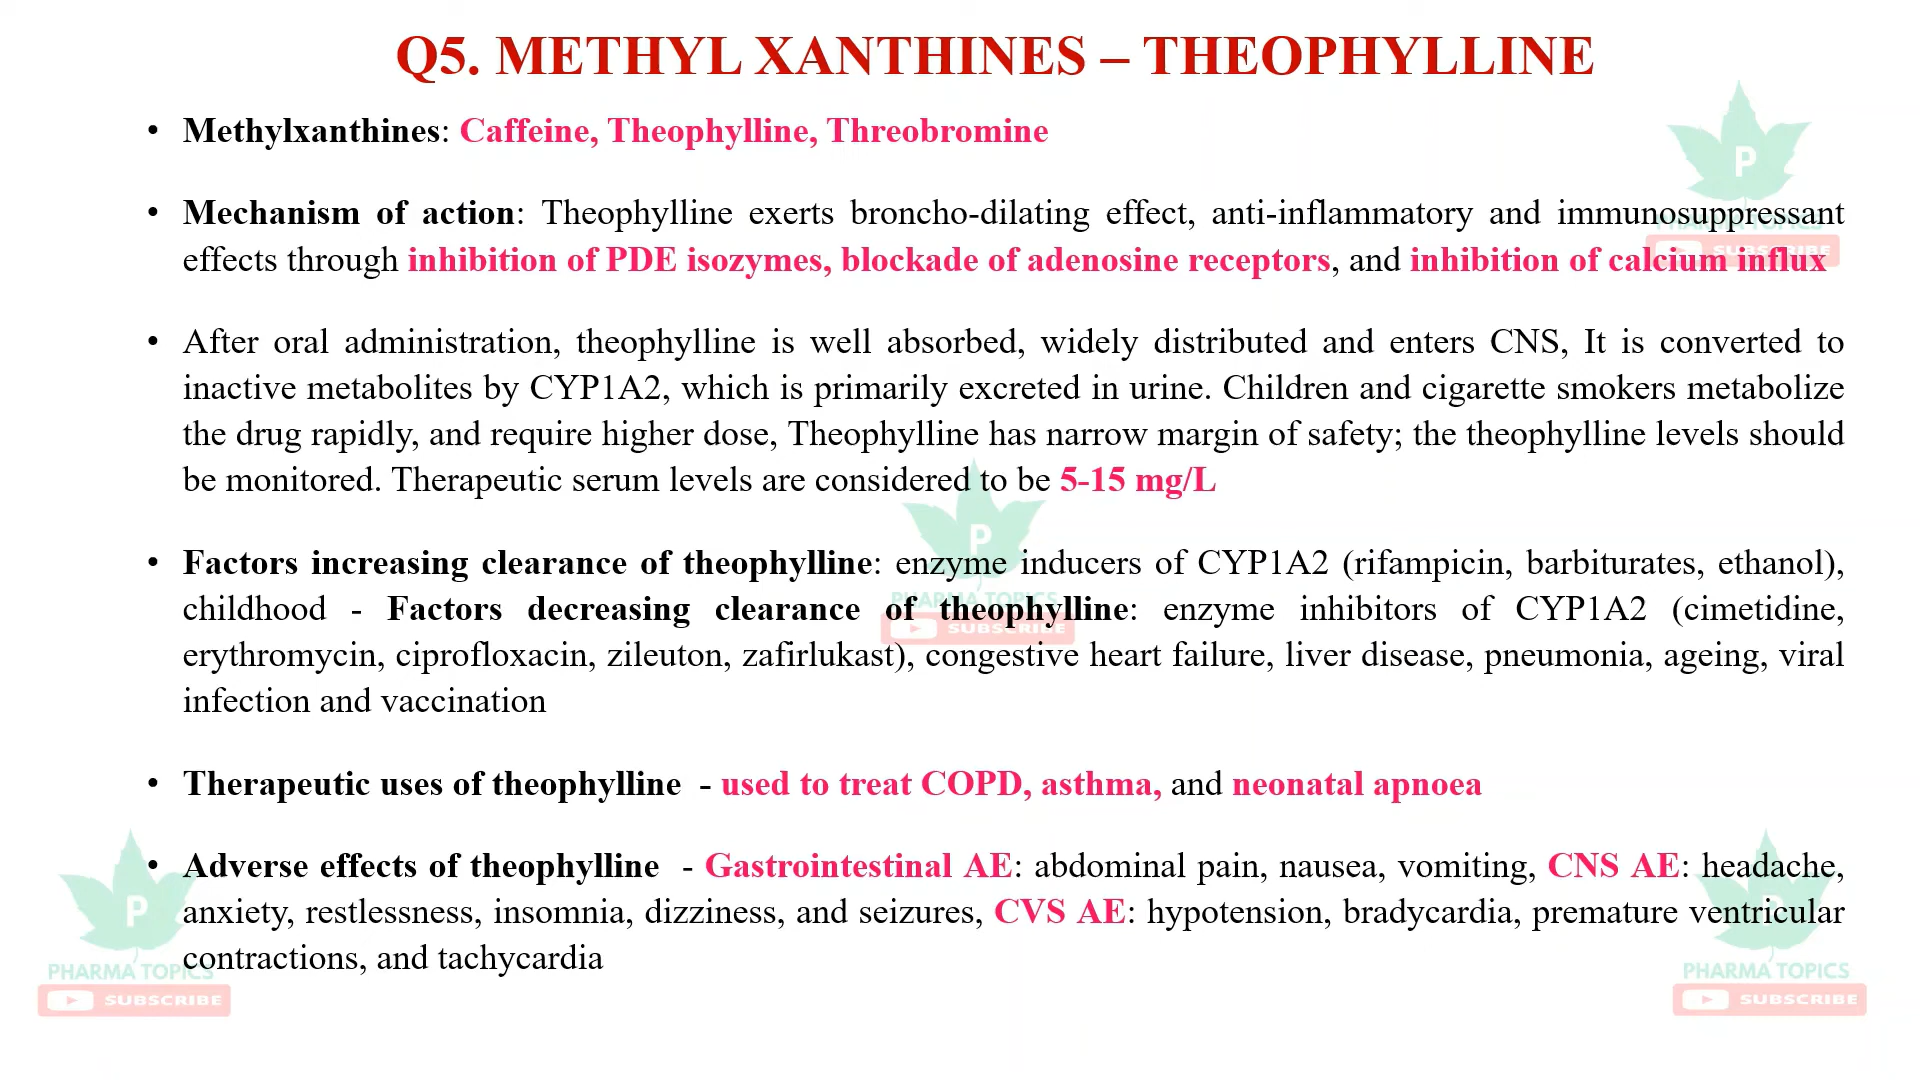 Q5. METHYL XANTHINES – THEOPHYLLINE
• Methylxanthines: Caffeine, Theophylline, Threobromine
• Mechanism of action: Theophylline exerts broncho-dilating effect, anti-inflammatory and immunosuppressant
effects through inhibition of PDE isozymes, blockade of adenosine receptors, and inhibition of calcium influx
• After oral administration, theophylline is well absorbed, widely distributed and enters CNS, It is converted to
inactive metabolites by CYP1A2, which is primarily excreted in urine. Children and cigarette smokers metabolize
the drug rapidly, and require higher dose, Theophylline has narrow margin of safety; the theophylline levels should
be monitored. Therapeutic serum levels are considered to be 5-15 mg/L
• Factors increasing clearance of theophylline: enzyme inducers of CYP1A2 (rifampicin, barbiturates, ethanol),
childhood - Factors decreasing clearance of theophylline: enzyme inhibitors of CYP1A2 (cimetidine,
erythromycin, ciprofloxacin, zileuton, zafirlukast), congestive heart failure, liver disease, pneumonia, ageing, viral
infection and vaccination
• Therapeutic uses of theophylline - used to treat COPD, asthma, and neonatal apnoea
• Adverse effects of theophylline - Gastrointestinal AE: abdominal pain, nausea, vomiting, CNS AE: headache,
anxiety, restlessness, insomnia, dizziness, and seizures, CVS AE: hypotension, bradycardia, premature ventricular
contractions, and tachycardia
P
PHARMA TOPICS
SUBSCRIBE
P
PHARMA TOPICS
SUBSCRIBE
P
PHARMA TOPICS
SUBSCRIBE
P
PHARMA TOPICS
SUBSCRIBE